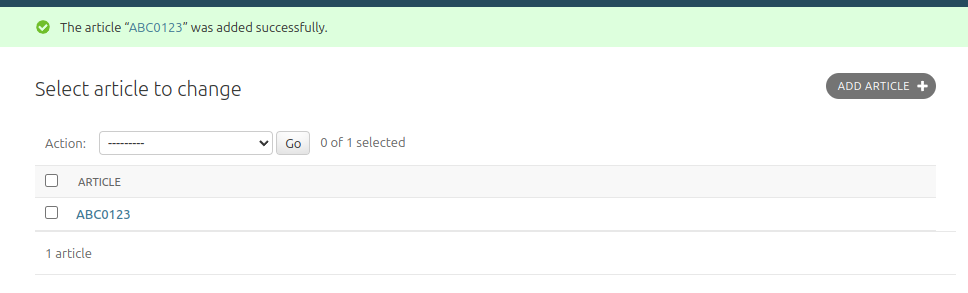 The article “ABC0123” was added successfully.
Select article to change
ADD ARTICLE +
Action: --------- Go 0 of 1 selected
ARTICLE
ABC0123
1 article